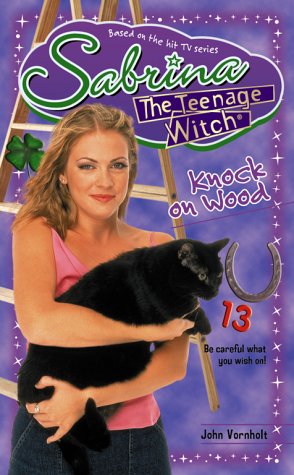 Based on the hit TV series
Sabrina
The Teenage
Witch®
Knock
on Wood
13
Be careful what
you wish on!
John Vornholt